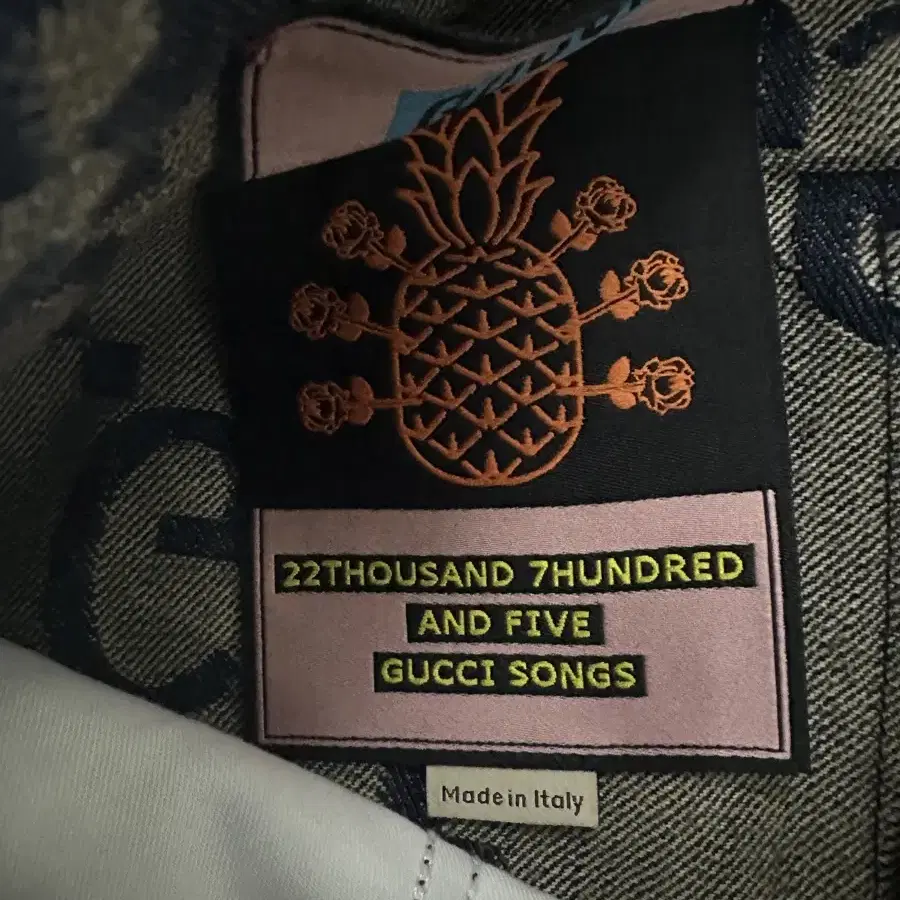 22THOUSAND 7HUNDRED
AND FIVE
GUCCI SONGS
Made in Italy